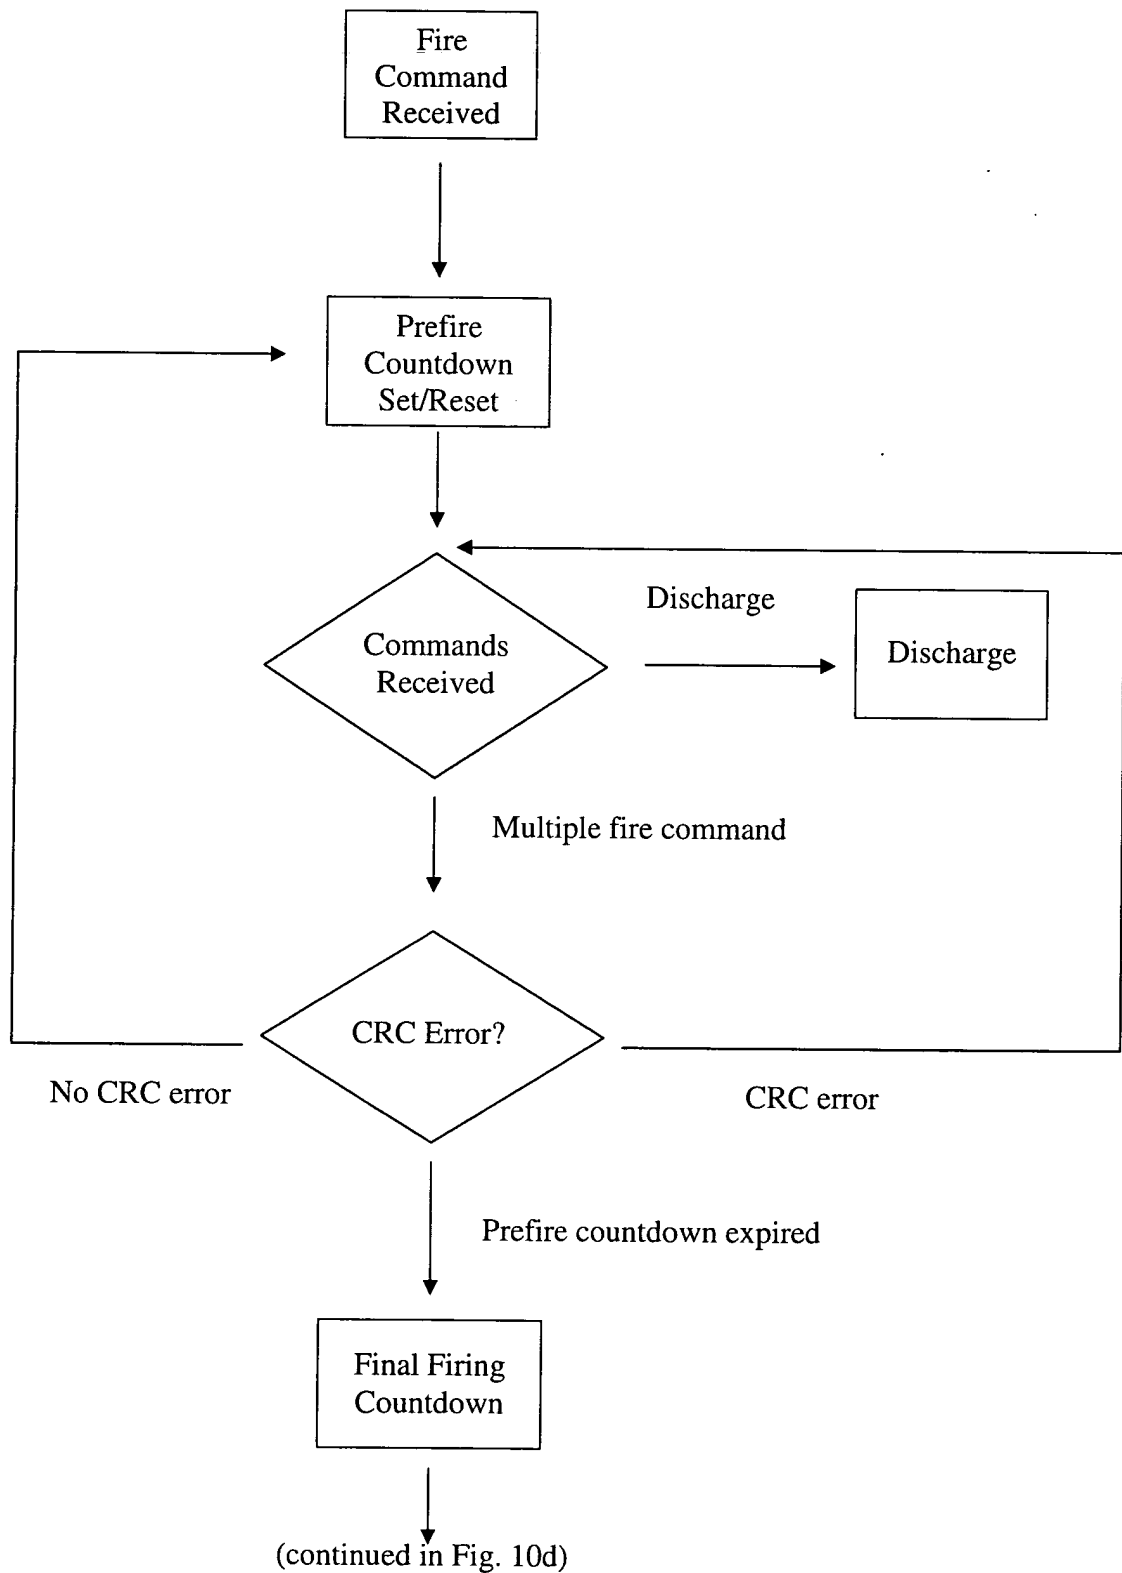 Fire
Command
Received
Prefire
Countdown
Set/Reset
Discharge
Commands
Received
Discharge
Multiple fire command
CRC Error?
No CRC error
CRC error
Prefire countdown expired
Final Firing
Countdown
(continued in Fig. 10d)